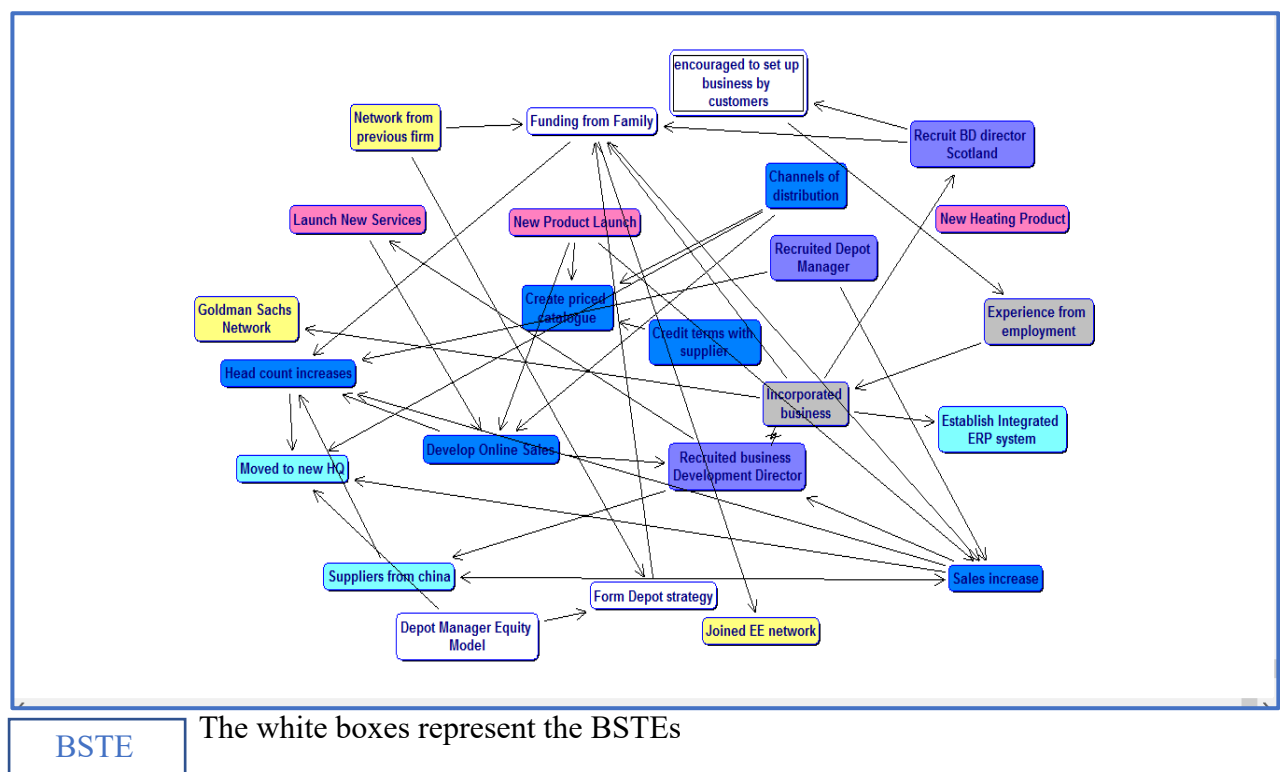 encouraged to set up
business by
customers
Network from
previous firm
Funding from Family
Recruit BD director
Scotland
Channels of
distribution
Launch New Services
New Product Launch
New Heating Product
Recruited Depot
Manager
Goldman Sachs
Network
Create priced
catalogue
Credit terms with
supplier
Experience from
employment
Head count increases
Incorporated
business
Establish Integrated
ERP system
Develop Online Sales
Moved to new HQ
Recruited business
Development Director
Suppliers from china
Sales increase
Form Depot strategy
Depot Manager Equity
Model
Joined EE network
BSTE
The white boxes represent the BSTEs